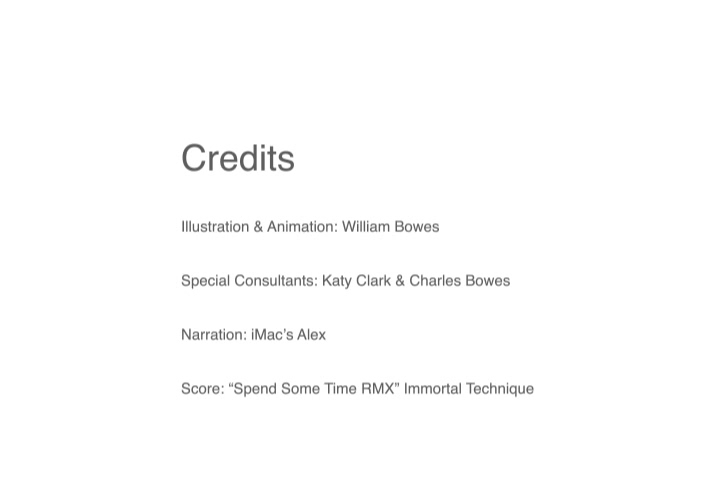 Credits
Illustration & Animation: William Bowes
Special Consultants: Katy Clark & Charles Bowes
Narration: iMac’s Alex
Score: “Spend Some Time RMX” Immortal Technique